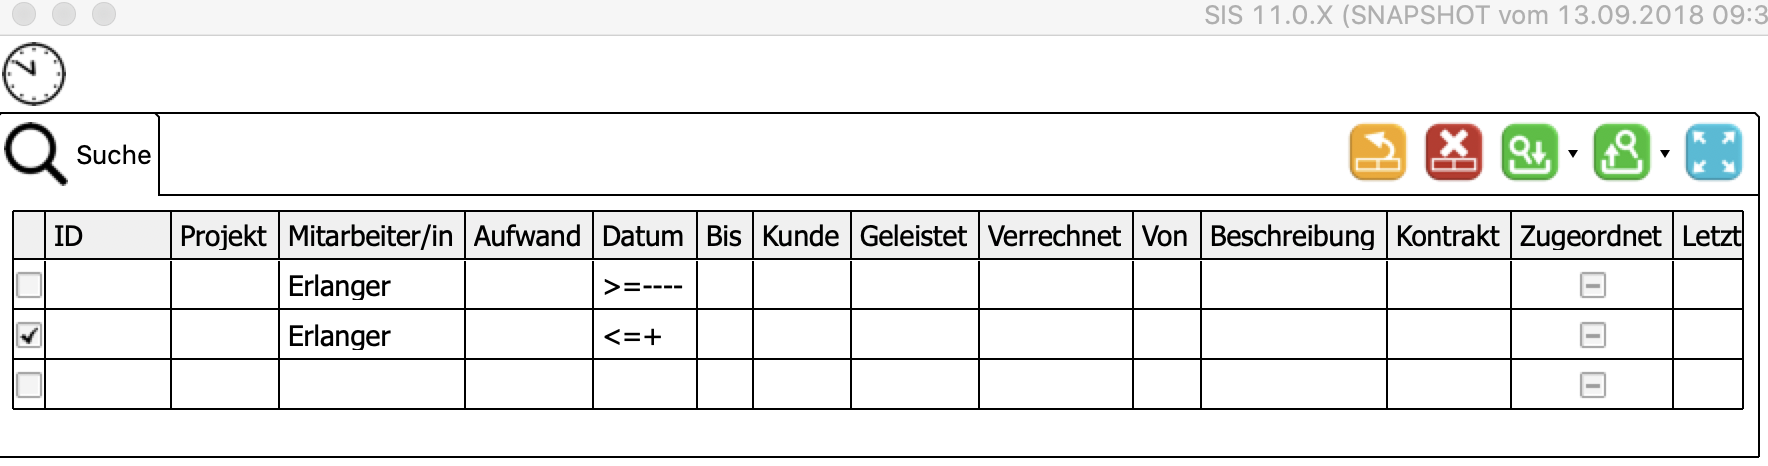 SIS 11.0.X (SNAPSHOT vom 13.09.2018 09:3
Suche
ID Projekt Mitarbeiter/in Aufwand Datum Bis Kunde Geleistet Verrechnet Von Beschreibung Kontrakt Zugeordnet Letzt
Erlanger >=----
Erlanger <=+